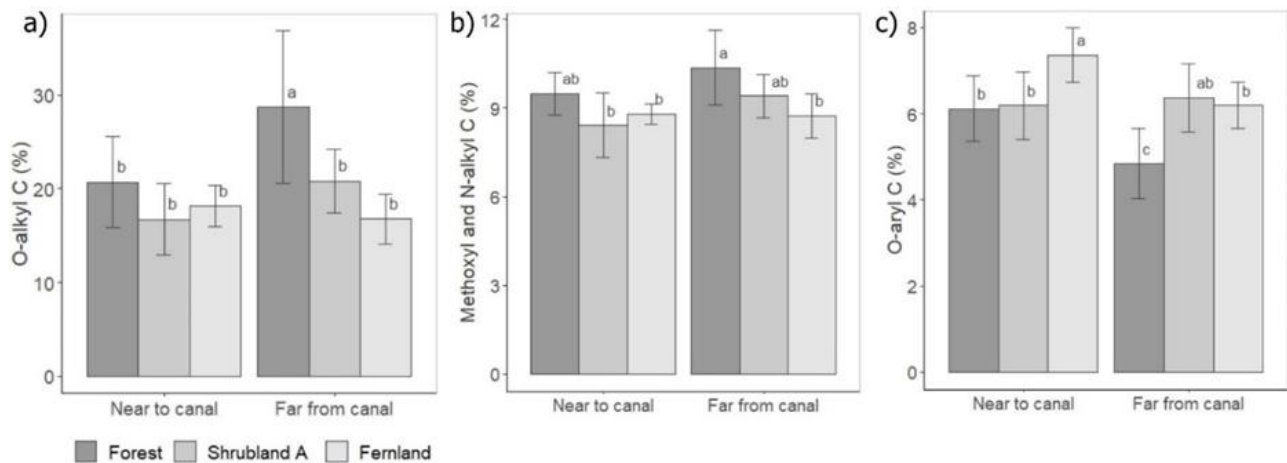 a)
O-alkyl C (%)
30
20
10
0
b
b
b
a
b
b
Near to canal
Far from canal
b)
Methoxyl and N-alkyl C (%)
12
9
6
3
0
ab
b
b
a
ab
b
Near to canal
Far from canal
c)
O-aryl C (%)
8
6
4
2
0
b
b
a
c
ab
b
Near to canal
Far from canal
Forest Shrubland A Fernland